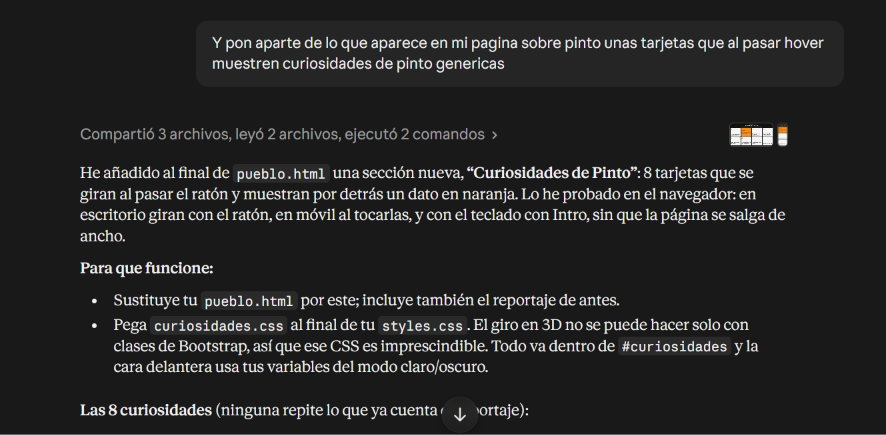 Y pon aparte de lo que aparece en mi pagina sobre pinto unas tarjetas que al pasar hover
muestren curiosidades de pinto genericas
Compartió 3 archivos, leyó 2 archivos, ejecutó 2 comandos >
He añadido al final de pueblo.html una sección nueva, “Curiosidades de Pinto”: 8 tarjetas que se
giran al pasar el ratón y muestran por detrás un dato en naranja. Lo he probado en el navegador: en
escritorio giran con el ratón, en móvil al tocarlas, y con el teclado con Intro, sin que la página se salga de
ancho.
Para que funcione:
• Sustituye tu pueblo.html por este; incluye también el reportaje de antes.
• Pega curiosidades.css al final de tu styles.css. El giro en 3D no se puede hacer solo con
clases de Bootstrap, así que ese CSS es imprescindible. Todo va dentro de #curiosidades y la
cara delantera usa tus variables del modo claro/oscuro.
Las 8 curiosidades (ninguna repite lo que ya cuenta ortaje):